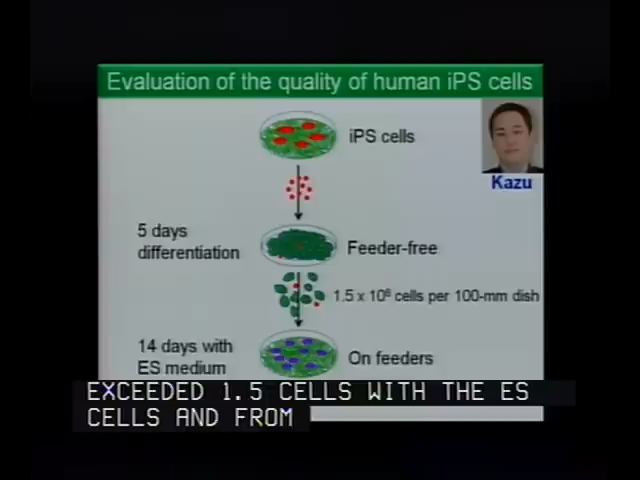 Evaluation of the quality of human iPS cells
iPS cells
Kazu
5 days
differentiation
Feeder-free
1.5 x 10⁶ cells per 100-mm dish
14 days with
ES medium
On feeders
EXCEEDED 1.5 CELLS WITH THE ES
CELLS AND FROM